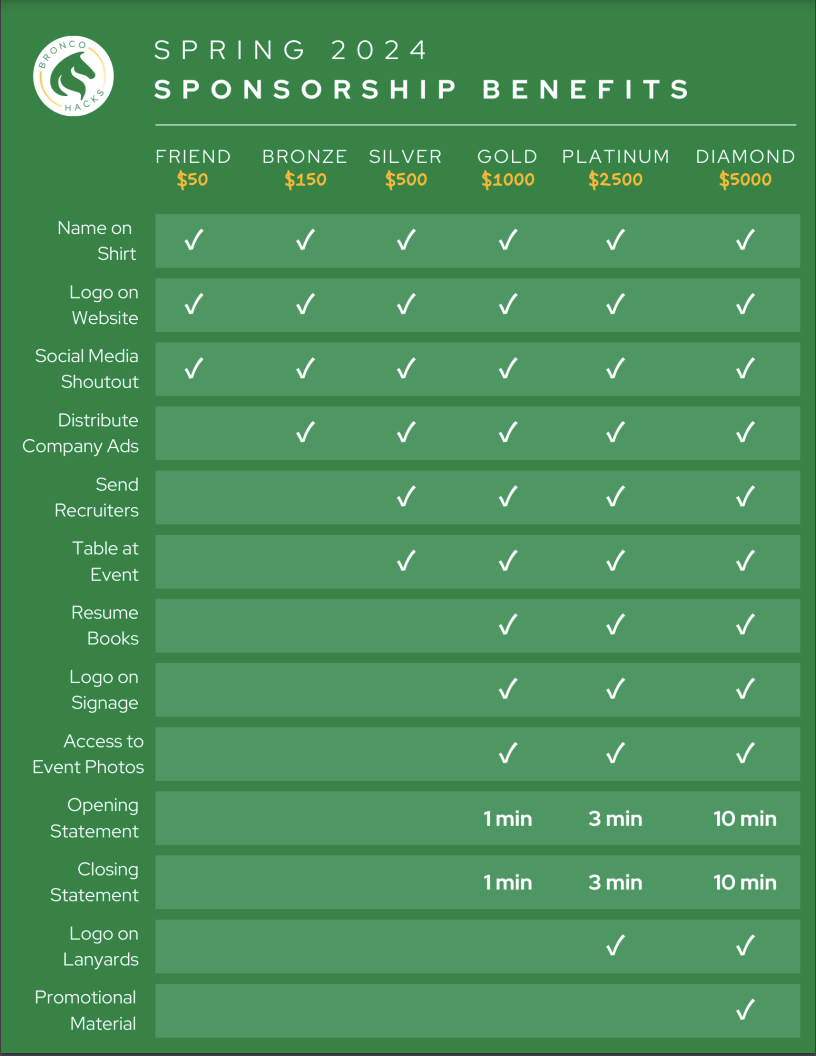 BRONCO
HACKS
SPRING 2024
SPONSORSHIP BENEFITS
FRIEND BRONZE SILVER GOLD PLATINUM DIAMOND
$50 $150 $500 $1000 $2500 $5000
Name on
Shirt
✓ ✓ ✓ ✓ ✓ ✓
Logo on
Website
✓ ✓ ✓ ✓ ✓ ✓
Social Media
Shoutout
✓ ✓ ✓ ✓ ✓ ✓
Distribute
Company Ads
✓ ✓ ✓ ✓ ✓
Send
Recruiters
✓ ✓ ✓ ✓
Table at
Event
✓ ✓ ✓ ✓
Resume
Books
✓ ✓ ✓
Logo on
Signage
✓ ✓ ✓
Access to
Event Photos
✓ ✓ ✓
Opening
Statement
1 min 3 min 10 min
Closing
Statement
1 min 3 min 10 min
Logo on
Lanyards
✓ ✓
Promotional
Material
✓